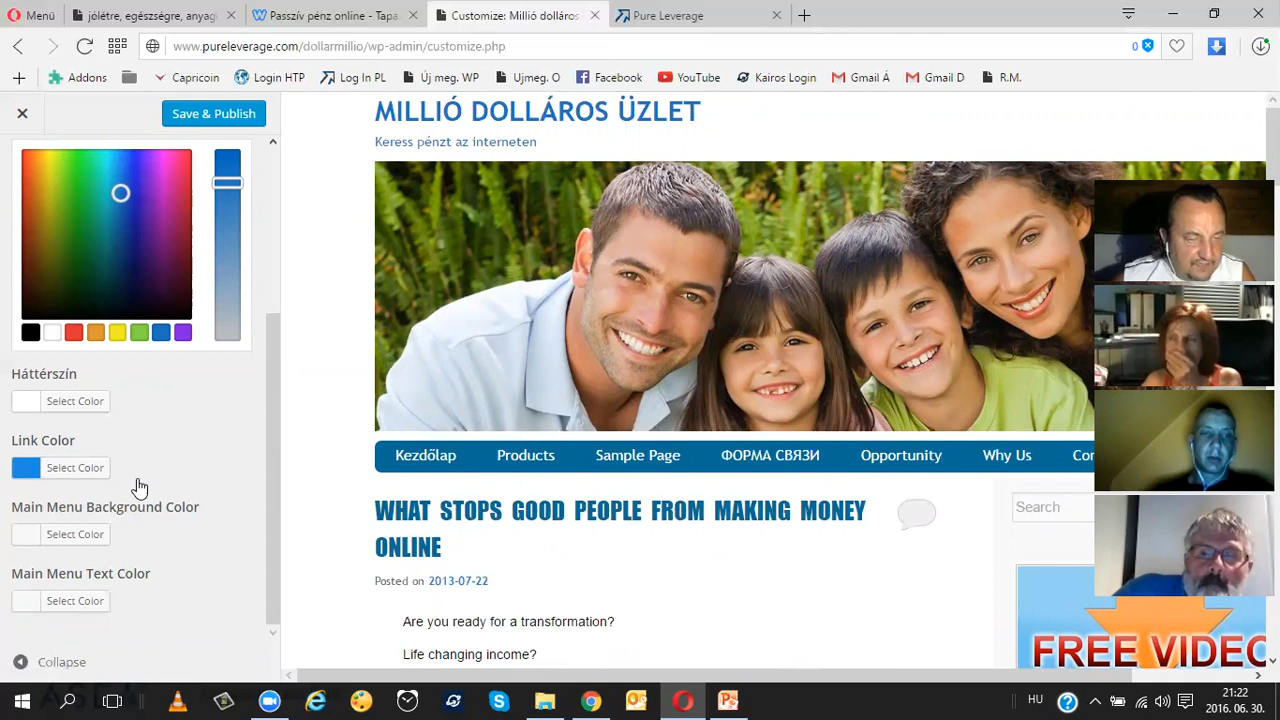 Menü
jólétre, egészségre, anyagi
Passzív pénz online - Tapa
Customize: Millió dolláros
Pure Leverage
www.pureleverage.com/dollarmillio/wp-admin/customize.php
0
Addons
Capricoin
Login HTP
Log In PL
Új meg. WP
Ujmeg. O
Facebook
YouTube
Kairos Login
Gmail Á
Gmail D
R.M.
Save & Publish
Háttérszín
Select Color
Link Color
Select Color
Main Menu Background Color
Select Color
Main Menu Text Color
Select Color
Collapse
MILLIÓ DOLLÁROS ÜZLET
Keress pénzt az interneten
Kezdőlap
Products
Sample Page
ФОРМА СВЯЗИ
Opportunity
Why Us
Con
WHAT STOPS GOOD PEOPLE FROM MAKING MONEY
ONLINE
Posted on 2013-07-22
Are you ready for a transformation?
Life changing income?
Search
FREE VIDEO
HU
21:22
2016. 06. 30.